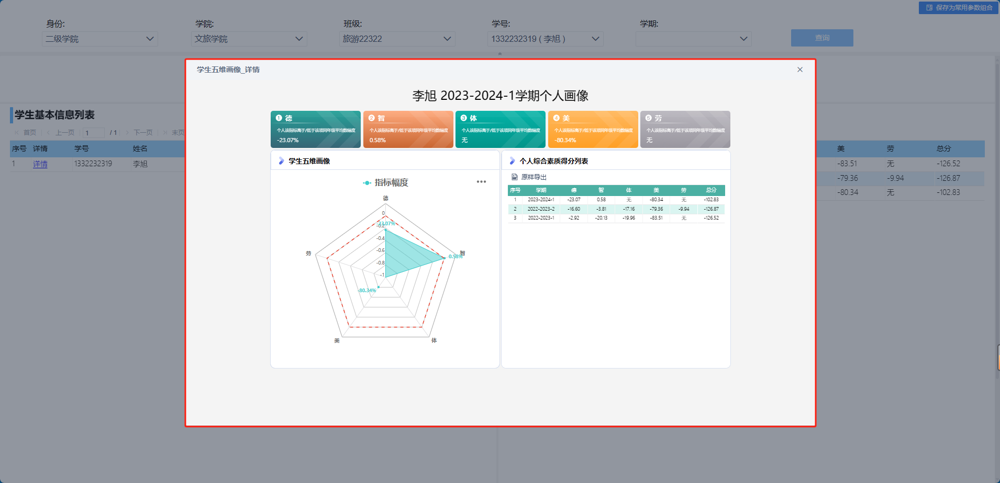 保存为常用参数组合
身份:
学院:
班级:
学号:
学期:
二级学院
文旅学院
旅游22322
1332232319 ( 李旭 )
查询
学生五维画像_详情
李旭 2023-2024-1学期个人画像
1 德
个人该指标高于/低于该项同年级平均数幅度
-23.07%
2 智
个人该指标高于/低于该项同年级平均数幅度
0.58%
3 体
个人该指标高于/低于该项同年级平均数幅度
无
4 美
个人该指标高于/低于该项同年级平均数幅度
-80.34%
5 劳
个人该指标高于/低于该项同年级平均数幅度
无
学生五维画像
指标幅度
德
0
-23.07%
-0.2
-0.4
-0.6
-0.8
-1
智
0.58%
劳
-80.34%
美
体
个人综合素质得分列表
原样导出
序号 学期 德 智 体 美 劳 总分
1 2023-2024-1 -23.07 0.58 无 -80.34 无 -102.83
2 2022-2023-2 -16.60 -3.81 -17.16 -79.36 -9.94 -126.87
3 2022-2023-1 -2.92 -20.13 -19.96 -83.51 无 -126.52
学生基本信息列表
首页 上一页 1 / 1 下一页 末页
序号 详情 学号 姓名
1 详情 1332232319 李旭
美 劳 总分
-83.51 无 -126.52
-79.36 -9.94 -126.87
-80.34 无 -102.83